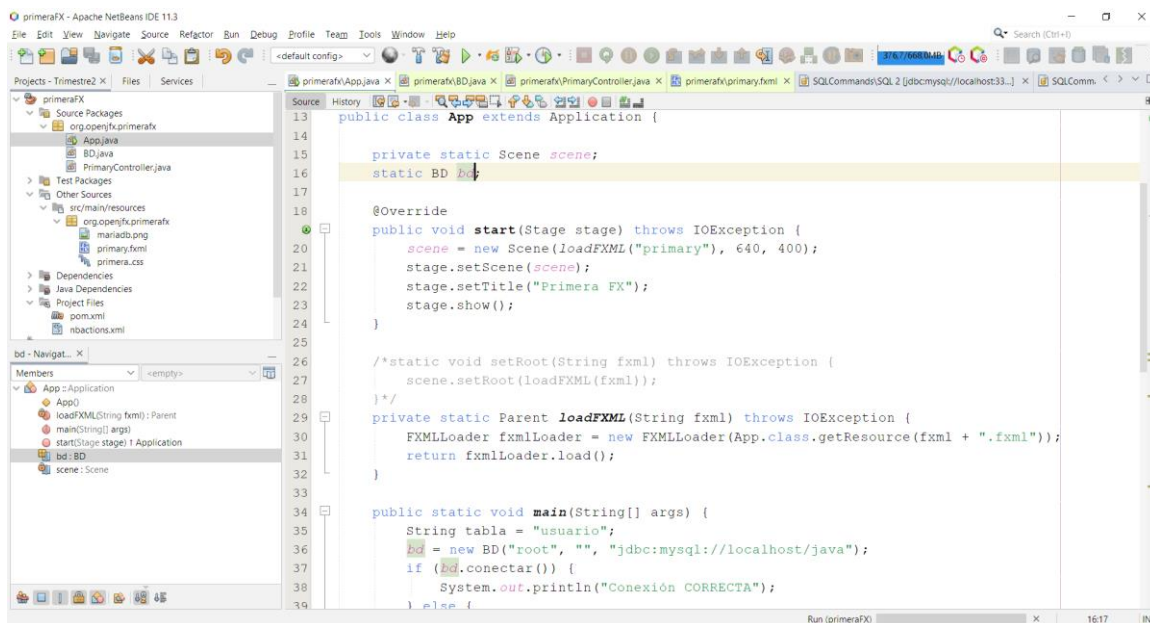 primeraFX - Apache NetBeans IDE 11.3
File Edit View Navigate Source Refactor Run Debug Profile Team Tools Window Help
Search (Ctrl+I)
<default config>
376,7/668,0MB
Projects - Trimestre2 × Files Services
primerafx\App.java × primerafx\BD.java × primerafx\PrimaryController.java × primerafx\primary.fxml × SQLCommands\SQL 2 [jdbc:mysql://localhost:33...] × SQLComm.
primeraFX
Source Packages
org.openjfx.primerafx
App.java
BD.java
PrimaryController.java
Test Packages
Other Sources
src/main/resources
org.openjfx.primerafx
mariadb.png
primary.fxml
primera..css
Dependencies
Java Dependencies
Project Files
pom.xml
nbactions.xml
bd - Navigat... ×
Members <empty>
App :: Application
App()
loadFXML(String fxml) : Parent
main(String[] args)
start(Stage stage) ↑ Application
bd : BD
scene : Scene
Source History
13 public class App extends Application {
14
15 private static Scene scene;
16 static BD bd;
17
18 @Override
public void start(Stage stage) throws IOException {
20 scene = new Scene(loadFXML("primary"), 640, 400);
21 stage.setScene(scene);
22 stage.setTitle("Primera FX");
23 stage.show();
24 }
25
26 /*static void setRoot(String fxml) throws IOException {
27 scene.setRoot(loadFXML(fxml));
28 }*/
29 private static Parent loadFXML(String fxml) throws IOException {
30 FXMLLoader fxmlLoader = new FXMLLoader(App.class.getResource(fxml + ".fxml"));
31 return fxmlLoader.load();
32 }
33
34 public static void main(String[] args) {
35 String tabla = "usuario";
36 bd = new BD("root", "", "jdbc:mysql://localhost/java");
37 if (bd.conectar()) {
38 System.out.println("Conexión CORRECTA");
39 } else {
Run (primeraFX) 16:17 IN